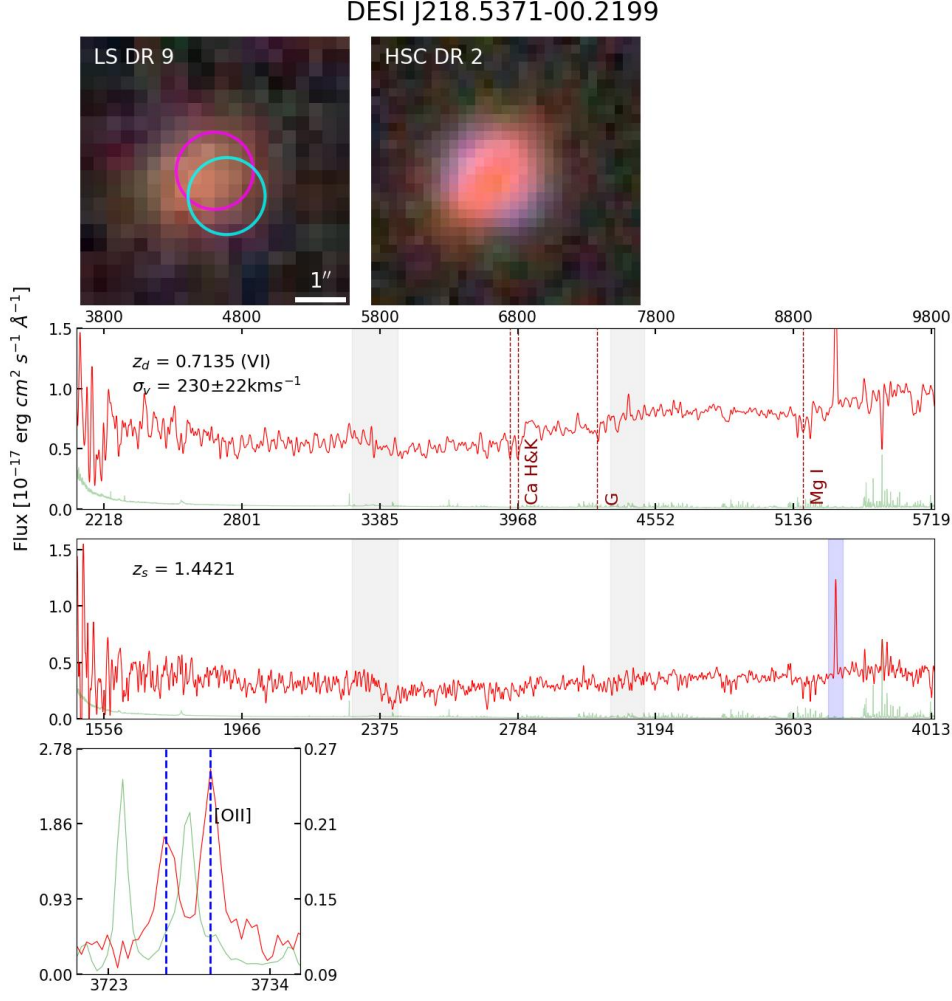 DESI J218.5371-00.2199
LS DR 9
HSC DR 2
1″
3800 4800 5800 6800 7800 8800 9800
Flux [10⁻¹⁷ erg cm² s⁻¹ Å⁻¹]
1.5
1.0
0.5
0.0
z_d = 0.7135 (VI)
σ_v = 230±22kms⁻¹
Ca H&K
G
Mg I
2218 2801 3385 3968 4552 5136 5719
1.5
1.0
0.5
0.0
z_s = 1.4421
1556 1966 2375 2784 3194 3603 4013
2.78 0.27
1.86 0.21
0.93 0.15
0.00 0.09
[OII]
3723 3734